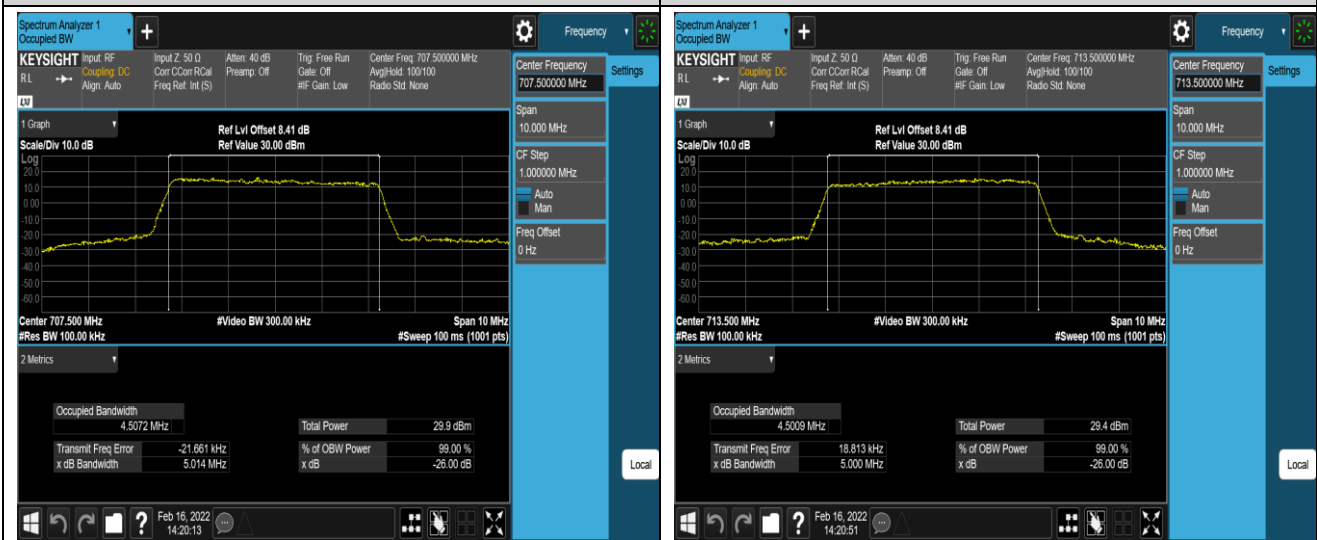 Spectrum Analyzer 1
Occupied BW
+
Frequency
KEYSIGHT Input: RF Input Z: 50 Ω Atten: 40 dB Trig: Free Run Center Freq: 707.500000 MHz
RL Coupling: DC Corr CCorr RCal Preamp: Off Gate: Off Avg|Hold: 100/100
Align: Auto Freq Ref: Int (S) #IF Gain: Low Radio Std: None
LXI
Center Frequency
707.500000 MHz
Settings
Span
10.000 MHz
CF Step
1.000000 MHz
Auto
Man
Freq Offset
0 Hz
Local
1 Graph
Ref Lvl Offset 8.41 dB
Scale/Div 10.0 dB Ref Value 30.00 dBm
Log
20.0
10.0
0.00
-10.0
-20.0
-30.0
-40.0
-50.0
-60.0
Center 707.500 MHz #Video BW 300.00 kHz Span 10 MHz
#Res BW 100.00 kHz #Sweep 100 ms (1001 pts)
2 Metrics
Occupied Bandwidth
4.5072 MHz Total Power 29.9 dBm
Transmit Freq Error -21.661 kHz % of OBW Power 99.00 %
x dB Bandwidth 5.014 MHz x dB -26.00 dB
? Feb 16, 2022
14:20:13
Spectrum Analyzer 1
Occupied BW
+
Frequency
KEYSIGHT Input: RF Input Z: 50 Ω Atten: 40 dB Trig: Free Run Center Freq: 713.500000 MHz
RL Coupling: DC Corr CCorr RCal Preamp: Off Gate: Off Avg|Hold: 100/100
Align: Auto Freq Ref: Int (S) #IF Gain: Low Radio Std: None
LXI
Center Frequency
713.500000 MHz
Settings
Span
10.000 MHz
CF Step
1.000000 MHz
Auto
Man
Freq Offset
0 Hz
Local
1 Graph
Ref Lvl Offset 8.41 dB
Scale/Div 10.0 dB Ref Value 30.00 dBm
Log
20.0
10.0
0.00
-10.0
-20.0
-30.0
-40.0
-50.0
-60.0
Center 713.500 MHz #Video BW 300.00 kHz Span 10 MHz
#Res BW 100.00 kHz #Sweep 100 ms (1001 pts)
2 Metrics
Occupied Bandwidth
4.5009 MHz Total Power 29.4 dBm
Transmit Freq Error 18.813 kHz % of OBW Power 99.00 %
x dB Bandwidth 5.000 MHz x dB -26.00 dB
? Feb 16, 2022
14:20:51